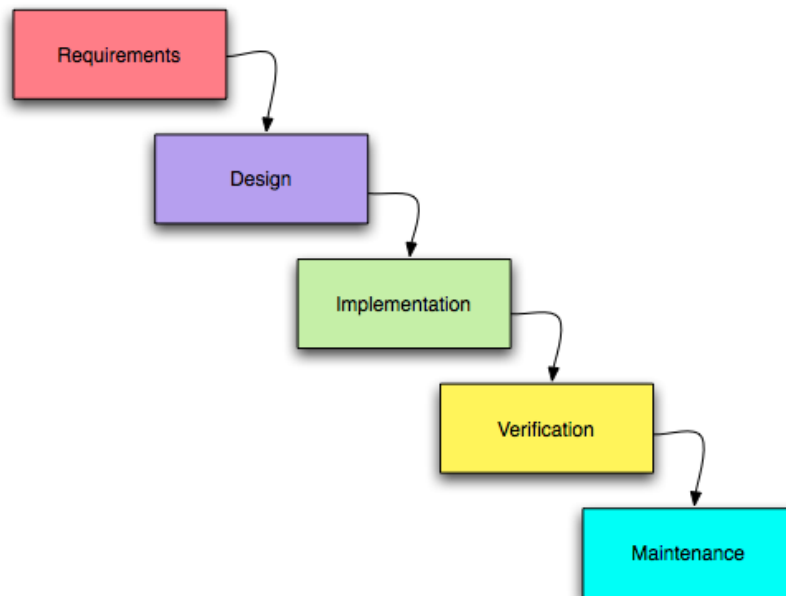 Requirements
Design
Implementation
Verification
Maintenance